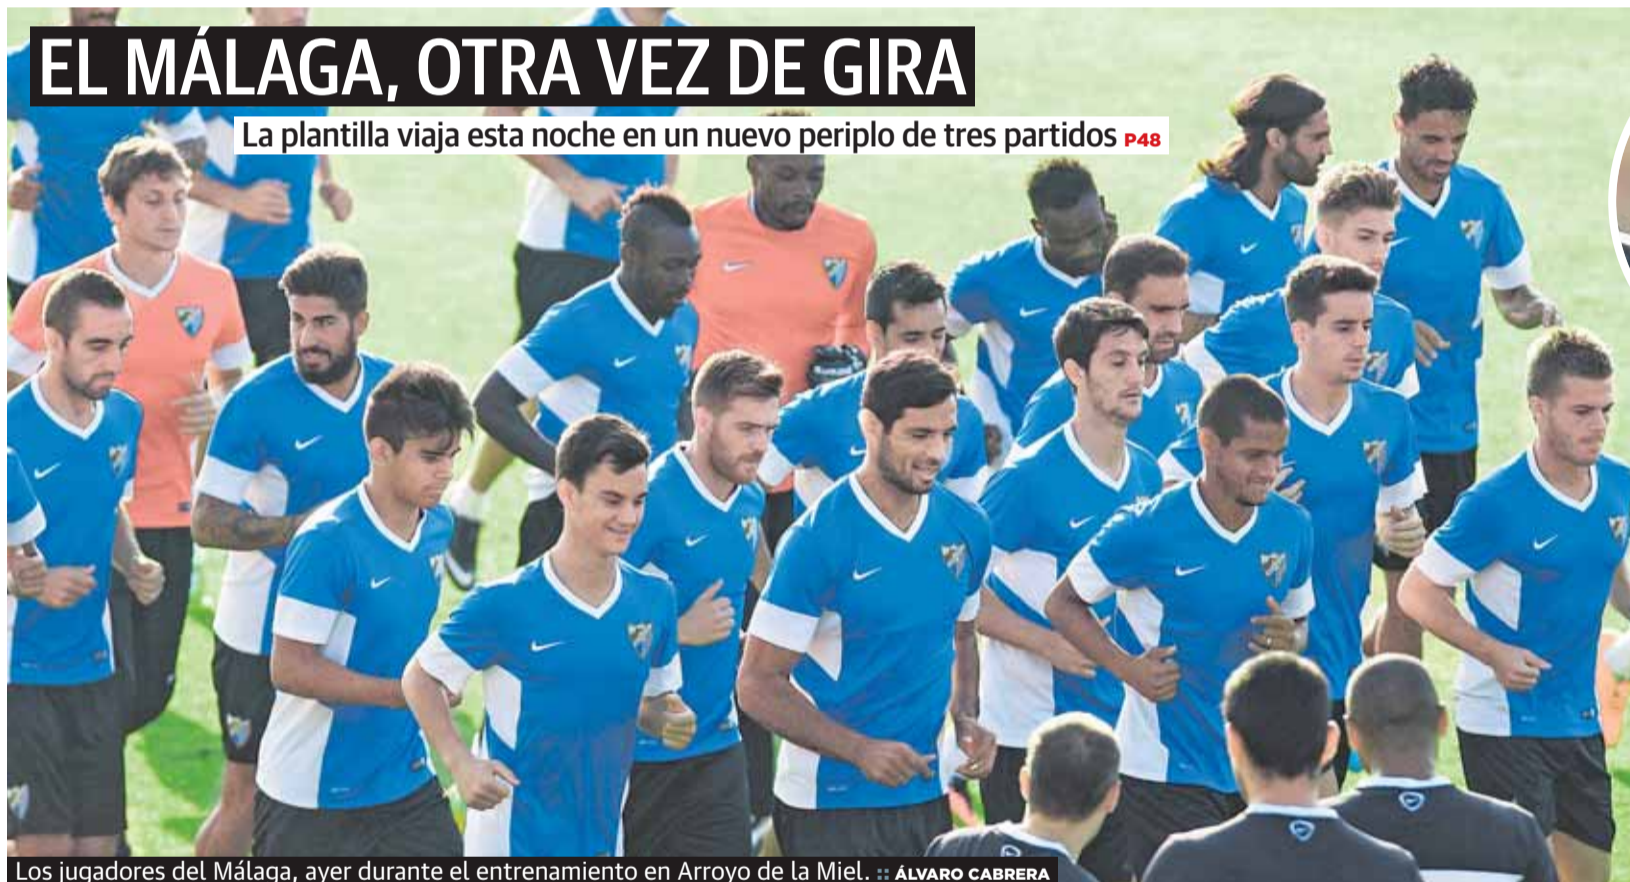 EL MÁLAGA, OTRA VEZ DE GIRA
La plantilla viaja esta noche en un nuevo periplo de tres partidos P48
Los jugadores del Málaga, ayer durante el entrenamiento en Arroyo de la Miel. :: ÁLVARO CABRERA